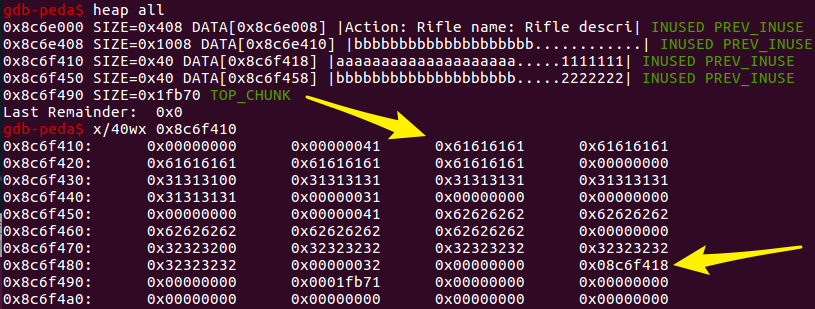 gdb-peda$ heap all
0x8c6e000 SIZE=0x408 DATA[0x8c6e008] |Action: Rifle name: Rifle descri| INUSED PREV_INUSE
0x8c6e408 SIZE=0x1008 DATA[0x8c6e410] |bbbbbbbbbbbbbbbbbbbb............| INUSED PREV_INUSE
0x8c6f410 SIZE=0x40 DATA[0x8c6f418] |aaaaaaaaaaaaaaaaaaaa.....1111111| INUSED PREV_INUSE
0x8c6f450 SIZE=0x40 DATA[0x8c6f458] |bbbbbbbbbbbbbbbbbbbb.....2222222| INUSED PREV_INUSE
0x8c6f490 SIZE=0x1fb70 TOP_CHUNK
Last Remainder:  0x0
gdb-peda$ x/40wx 0x8c6f410
0x8c6f410:	0x00000000	0x00000041	0x61616161	0x61616161
0x8c6f420:	0x61616161	0x61616161	0x61616161	0x00000000
0x8c6f430:	0x31313100	0x31313131	0x31313131	0x31313131
0x8c6f440:	0x31313131	0x00000031	0x00000000	0x00000000
0x8c6f450:	0x00000000	0x00000041	0x62626262	0x62626262
0x8c6f460:	0x62626262	0x62626262	0x62626262	0x00000000
0x8c6f470:	0x32323200	0x32323232	0x32323232	0x32323232
0x8c6f480:	0x32323232	0x00000032	0x00000000	0x08c6f418
0x8c6f490:	0x00000000	0x0001fb71	0x00000000	0x00000000
0x8c6f4a0:	0x00000000	0x00000000	0x00000000	0x00000000